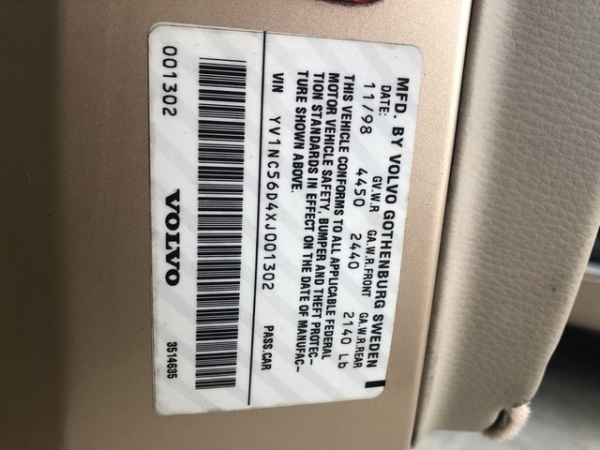 MFD. BY VOLVO GOTHENBURG SWEDEN
DATE: GV.W.R GA.W.R.FRONT GA.W.R.REAR
11/98 4450 2440 2140 Lb
THIS VEHICLE CONFORMS TO ALL APPLICABLE FEDERAL
MOTOR VEHICLE SAFETY, BUMPER AND THEFT PROTEC-
TION STANDARDS IN EFFECT ON THE DATE OF MANUFAC-
TURE SHOWN ABOVE.
VIN YV1NC56D4XJ001302 PASS.CAR
001302 VOLVO 3514635